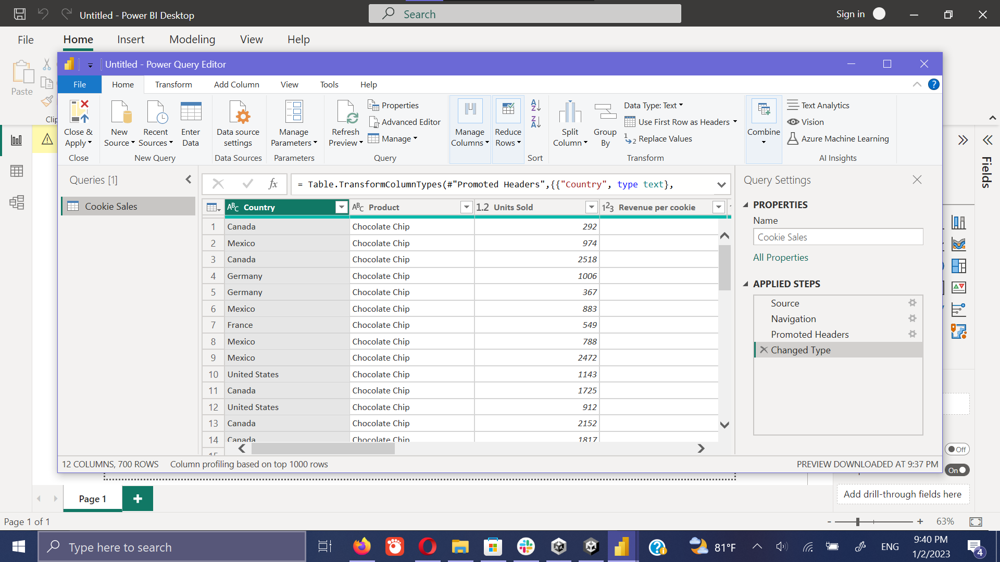 Untitled - Power BI Desktop
Search
Sign in
File
Home
Insert
Modeling
View
Help
Paste
Untitled - Power Query Editor
File
Home
Transform
Add Column
View
Tools
Help
Close & Apply
New Source
Recent Sources
Enter Data
Data source settings
Manage Parameters
Refresh Preview
Properties
Advanced Editor
Manage
Manage Columns
Reduce Rows
Split Column
Group By
Data Type: Text
Use First Row as Headers
Replace Values
Combine
Text Analytics
Vision
Azure Machine Learning
Close
New Query
Data Sources
Parameters
Query
Sort
Transform
AI Insights
Fields
Queries [1]
Cookie Sales
fx
= Table.TransformColumnTypes(#"Promoted Headers",{{"Country", type text},
ABC Country
ABC Product
1.2 Units Sold
123 Revenue per cookie
1 Canada Chocolate Chip 292
2 Mexico Chocolate Chip 974
3 Canada Chocolate Chip 2518
4 Germany Chocolate Chip 1006
5 Germany Chocolate Chip 367
6 Mexico Chocolate Chip 883
7 France Chocolate Chip 549
8 Mexico Chocolate Chip 788
9 Mexico Chocolate Chip 2472
10 United States Chocolate Chip 1143
11 Canada Chocolate Chip 1725
12 United States Chocolate Chip 912
13 Canada Chocolate Chip 2152
14 Canada Chocolate Chip 1817
Query Settings
PROPERTIES
Name
Cookie Sales
All Properties
APPLIED STEPS
Source
Navigation
Promoted Headers
Changed Type
12 COLUMNS, 700 ROWS
Column profiling based on top 1000 rows
PREVIEW DOWNLOADED AT 9:37 PM
Off
On
Add drill-through fields here
Page 1
Page 1 of 1
63%
Type here to search
81°F
ENG
9:40 PM
1/2/2023
4